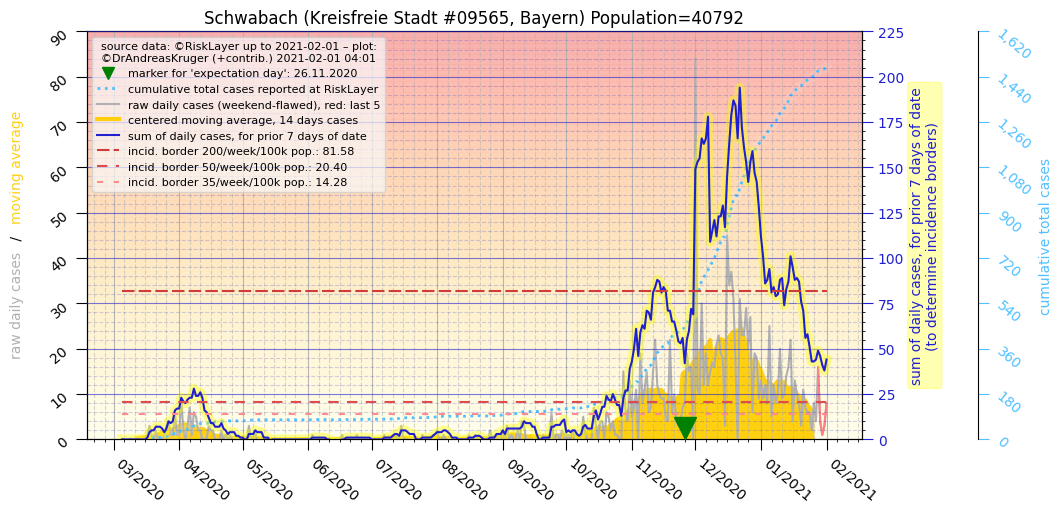 Schwabach (Kreisfreie Stadt #09565, Bayern) Population=40792
source data: ©RiskLayer up to 2021-02-01 – plot:
©DrAndreasKruger (+contrib.) 2021-02-01 04:01
marker for 'expectation day': 26.11.2020
cumulative total cases reported at RiskLayer
raw daily cases (weekend-flawed), red: last 5
centered moving average, 14 days cases
sum of daily cases, for prior 7 days of date
incid. border 200/week/100k pop.: 81.58
incid. border 50/week/100k pop.: 20.40
incid. border 35/week/100k pop.: 14.28
raw daily cases / moving average
90
80
70
60
50
40
30
20
10
0
03/2020
04/2020
05/2020
06/2020
07/2020
08/2020
09/2020
10/2020
11/2020
12/2020
01/2021
02/2021
225
200
175
150
125
100
75
50
25
0
sum of daily cases, for prior 7 days of date
(to determine incidence borders)
1,620
1,440
1,260
1,080
900
720
540
360
180
0
cumulative total cases